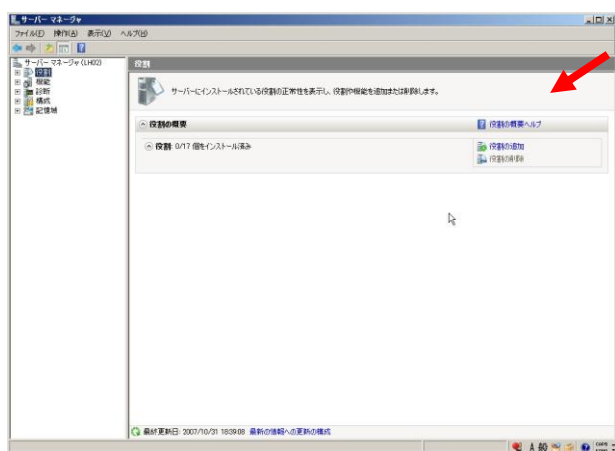 サーバー マネージャ
ファイル(F) 操作(A) 表示(V) ヘルプ(H)
サーバー マネージャ (LH02)
役割
機能
診断
構成
記憶域
役割
サーバーにインストールされている役割の正常性を表示し、役割や機能を追加または削除します。
役割の概要
役割の概要ヘルプ
役割: 0/17 個をインストール済み
役割の追加
役割の削除
最終更新日: 2007/10/31 18:39:08 最新の情報への更新の構成
A 般
CAPS